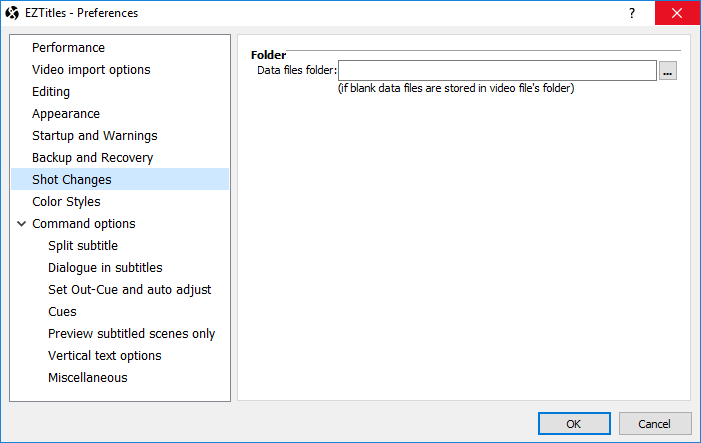 EZTitles - Preferences
?
Performance
Video import options
Editing
Appearance
Startup and Warnings
Backup and Recovery
Shot Changes
Color Styles
Command options
Split subtitle
Dialogue in subtitles
Set Out-Cue and auto adjust
Cues
Preview subtitled scenes only
Vertical text options
Miscellaneous
Folder
Data files folder:
...
(if blank data files are stored in video file's folder)
OK
Cancel